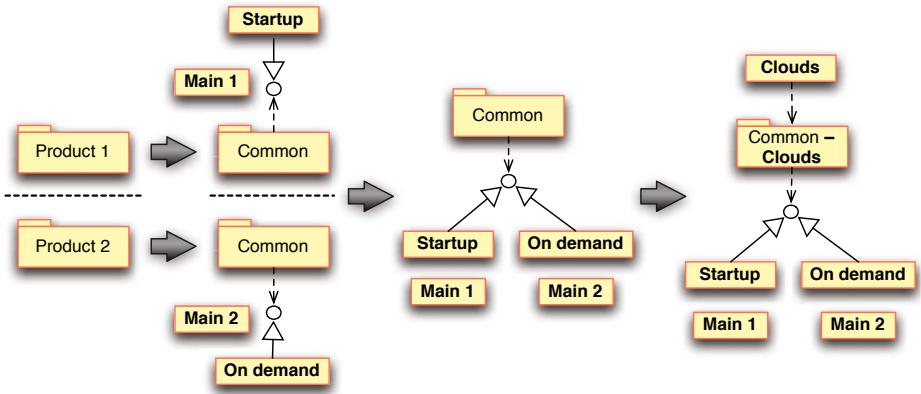 Startup
Main 1
Product 1
Common
Product 2
Common
Main 2
On demand
Common
Startup
On demand
Main 1
Main 2
Clouds
Common –
Clouds
Startup
On demand
Main 1
Main 2